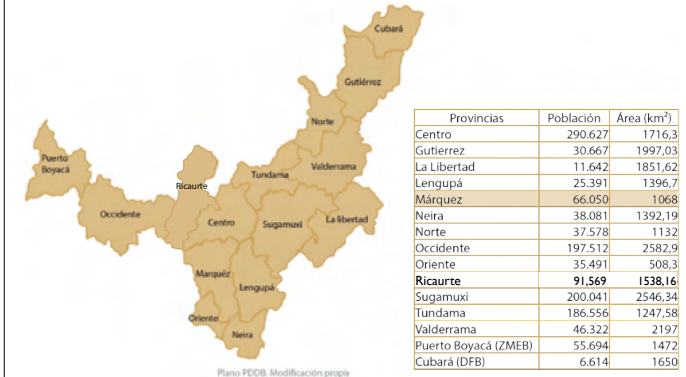 Cubará
Gutiérrez
Norte
Puerto
Boyacá
Tundama
Valderrama
Ricaurte
Occidente
Centro
Sugamuxi
La libertad
Marquéz
Lengupá
Oriente
Neira
Plano PDDB. Modificación propia
Provincias Población Área (km²)
Centro 290.627 1716,3
Gutierrez 30.667 1997,03
La Libertad 11.642 1851,62
Lengupá 25.391 1396,7
Márquez 66.050 1068
Neira 38.081 1392,19
Norte 37.578 1132
Occidente 197.512 2582,9
Oriente 35.491 508,3
Ricaurte 91,569 1538,16
Sugamuxi 200.041 2546,34
Tundama 186.556 1247,58
Valderrama 46.322 2197
Puerto Boyacá (ZMEB) 55.694 1472
Cubará (DFB) 6.614 1650